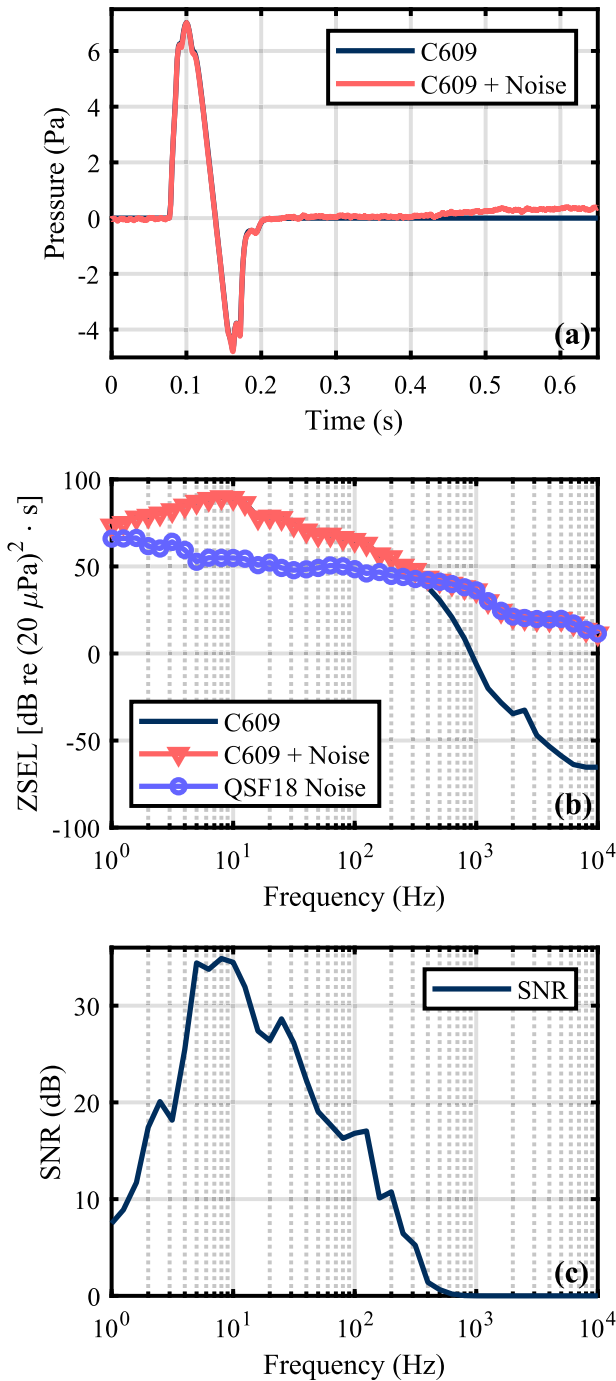 6
4
2
0
-2
-4
Pressure (Pa)
C609
C609 + Noise
(a)
0 0.1 0.2 0.3 0.4 0.5 0.6
Time (s)
100
50
0
-50
-100
ZSEL [dB re (20 μPa)² · s]
C609
C609 + Noise
QSF18 Noise
(b)
10⁰ 10¹ 10² 10³ 10⁴
Frequency (Hz)
30
20
10
0
SNR (dB)
SNR
(c)
10⁰ 10¹ 10² 10³ 10⁴
Frequency (Hz)